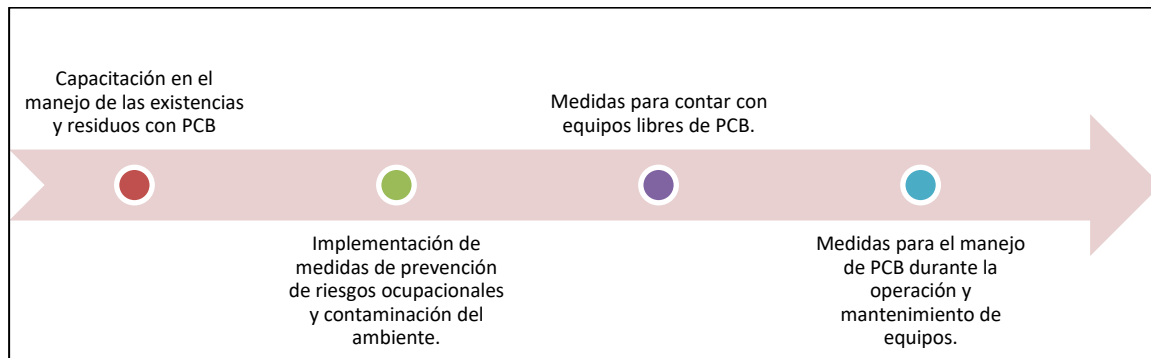 Capacitación en el
manejo de las existencias
y residuos con PCB
Implementación de
medidas de prevención
de riesgos ocupacionales
y contaminación del
ambiente.
Medidas para contar con
equipos libres de PCB.
Medidas para el manejo
de PCB durante la
operación y
mantenimiento de
equipos.